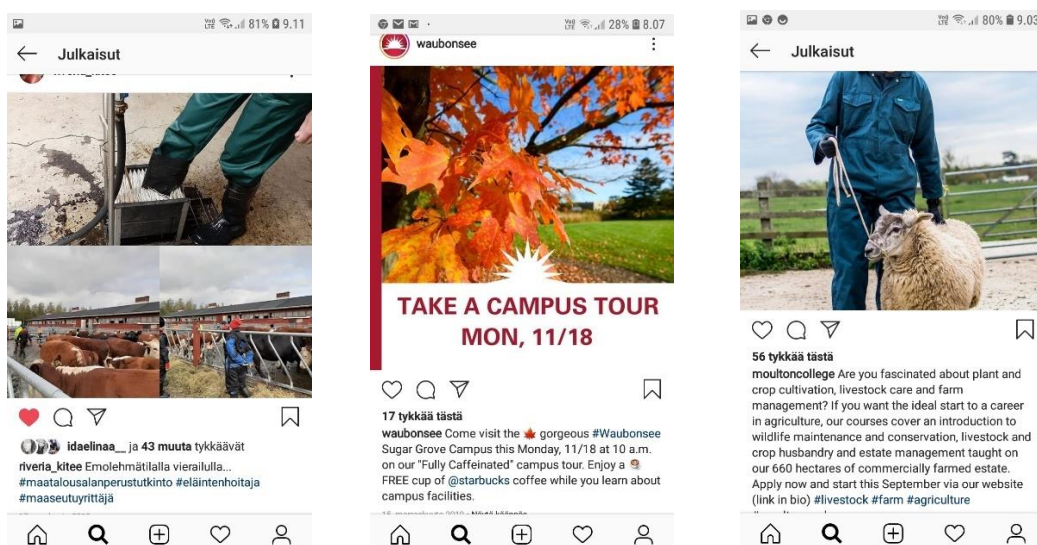 81% 9.11
Julkaisut
riveria_kitee
idaelinaa__ ja 43 muuta tykkäävät
riveria_kitee Emolehmätilalla vierailulla...
#maatalousalanperustutkinto #eläintenhoitaja
#maaseutuyrittäjä
28% 8.07
waubonsee
TAKE A CAMPUS TOUR
MON, 11/18
17 tykkää tästä
waubonsee Come visit the 🍁 gorgeous #Waubonsee
Sugar Grove Campus this Monday, 11/18 at 10 a.m.
on our "Fully Caffeinated" campus tour. Enjoy a
FREE cup of @starbucks coffee while you learn about
campus facilities.
80% 9.03
Julkaisut
56 tykkää tästä
moultoncollege Are you fascinated about plant and
crop cultivation, livestock care and farm
management? If you want the ideal start to a career
in agriculture, our courses cover an introduction to
wildlife maintenance and conservation, livestock and
crop husbandry and estate management taught on
our 660 hectares of commercially farmed estate.
Apply now and start this September via our website
(link in bio) #livestock #farm #agriculture